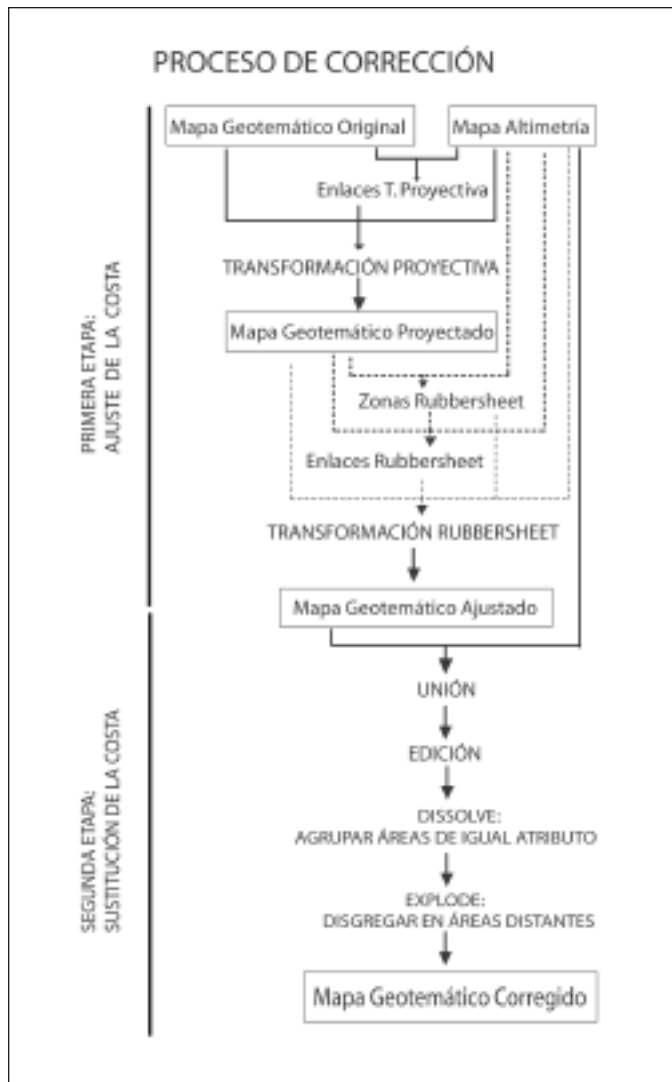 PROCESO DE CORRECCIÓN
Mapa Geotemático Original
Mapa Altimetría
Enlaces T. Proyectiva
TRANSFORMACIÓN PROYECTIVA
Mapa Geotemático Proyectado
Zonas Rubbersheet
Enlaces Rubbersheet
TRANSFORMACIÓN RUBBERSHEET
Mapa Geotemático Ajustado
PRIMERA ETAPA:
AJUSTE DE LA COSTA
UNIÓN
EDICIÓN
DISSOLVE:
AGRUPAR ÁREAS DE IGUAL ATRIBUTO
EXPLODE:
DISGREGAR EN ÁREAS DISTANTES
Mapa Geotemático Corregido
SEGUNDA ETAPA:
SUSTITUCIÓN DE LA COSTA